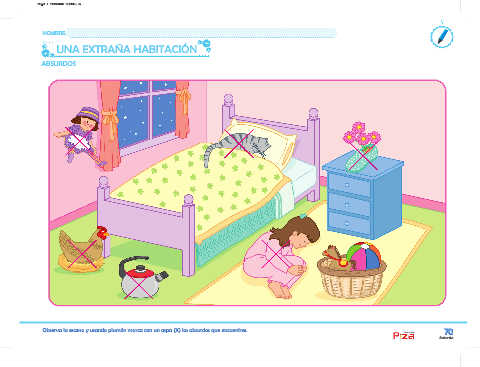 NOMBRE:
UNA EXTRAÑA HABITACIÓN
ABSURDOS
Observa la escena y usando plumón marca con un aspa (X) los absurdos que encuentres.
Piza
70